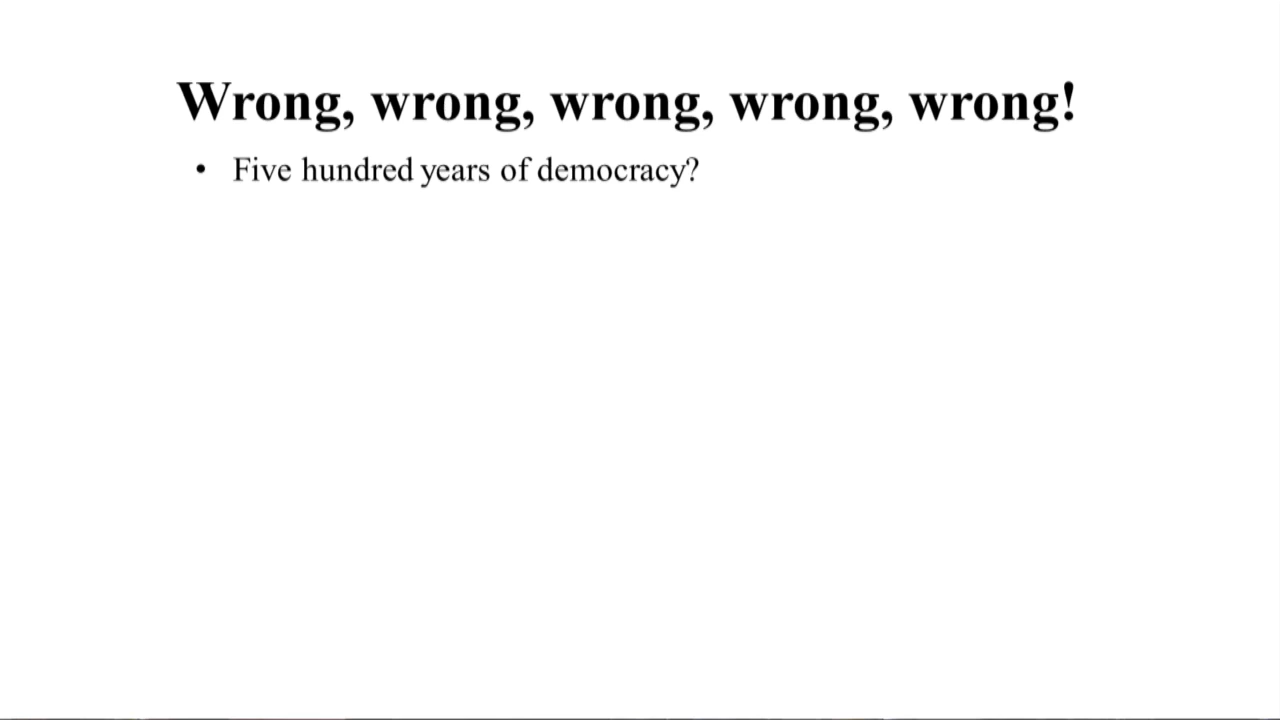 Wrong, wrong, wrong, wrong, wrong!
• Five hundred years of democracy?